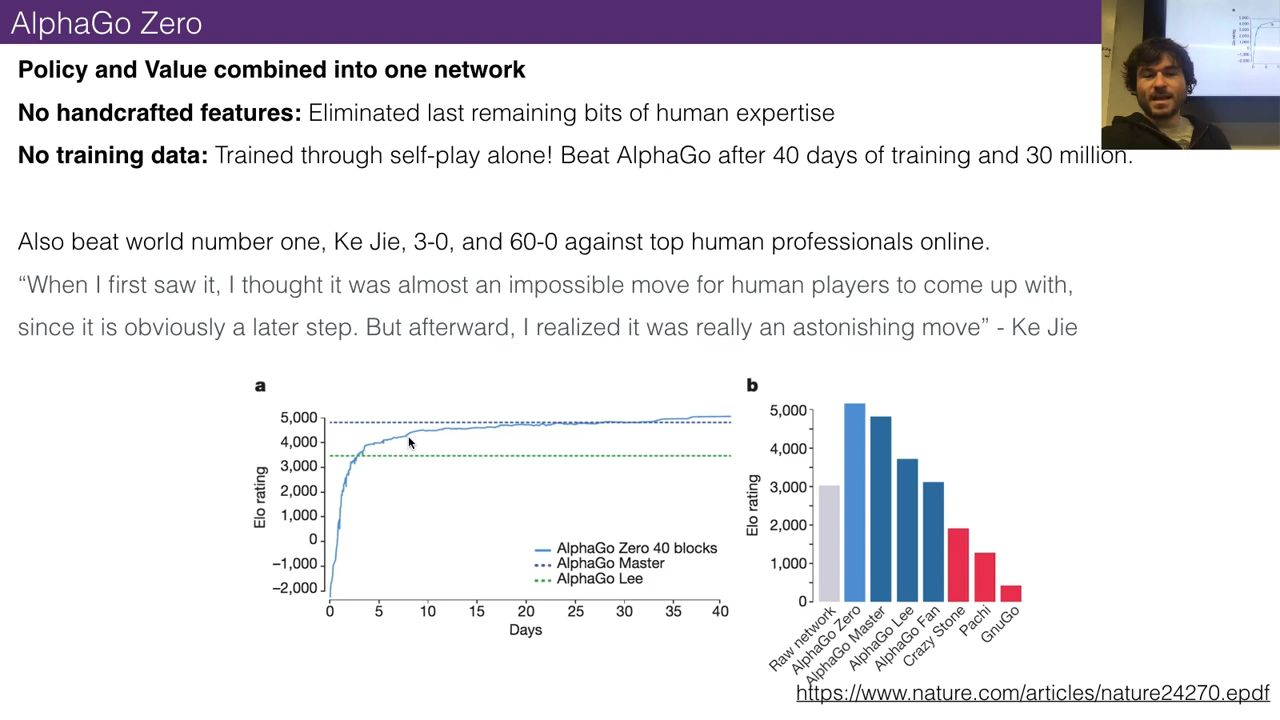 AlphaGo Zero
Policy and Value combined into one network
No handcrafted features: Eliminated last remaining bits of human expertise
No training data: Trained through self-play alone! Beat AlphaGo after 40 days of training and 30 million.
Also beat world number one, Ke Jie, 3-0, and 60-0 against top human professionals online.
“When I first saw it, I thought it was almost an impossible move for human players to come up with,
since it is obviously a later step. But afterward, I realized it was really an astonishing move” - Ke Jie
a
5,000
4,000
3,000
2,000
1,000
0
−1,000
−2,000
Elo rating
0 5 10 15 20 25 30 35 40
Days
AlphaGo Zero 40 blocks
AlphaGo Master
AlphaGo Lee
b
5,000
4,000
3,000
2,000
1,000
0
Elo rating
Raw network
AlphaGo Zero
AlphaGo Master
AlphaGo Lee
AlphaGo Fan
Crazy Stone
Pachi
GnuGo
https://www.nature.com/articles/nature24270.epdf